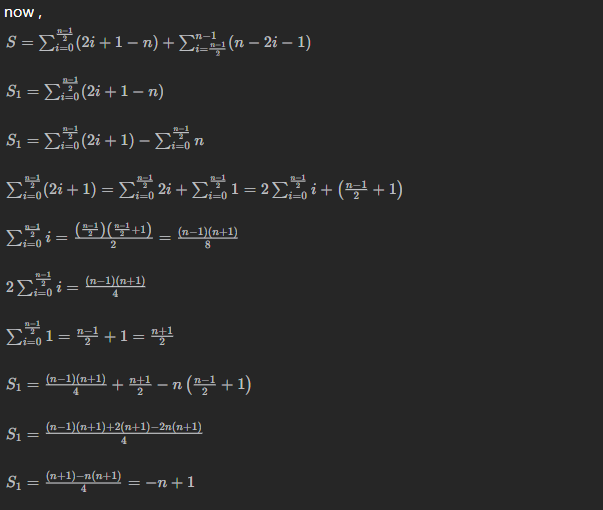 now ,
S = \sum_{i=0}^{\frac{n-1}{2}} (2i + 1 - n) + \sum_{i=\frac{n-1}{2}}^{n-1} (n - 2i - 1)
S_1 = \sum_{i=0}^{\frac{n-1}{2}} (2i + 1 - n)
S_1 = \sum_{i=0}^{\frac{n-1}{2}} (2i + 1) - \sum_{i=0}^{\frac{n-1}{2}} n
\sum_{i=0}^{\frac{n-1}{2}} (2i + 1) = \sum_{i=0}^{\frac{n-1}{2}} 2i + \sum_{i=0}^{\frac{n-1}{2}} 1 = 2 \sum_{i=0}^{\frac{n-1}{2}} i + \left( \frac{n-1}{2} + 1 \right)
\sum_{i=0}^{\frac{n-1}{2}} i = \frac{\left( \frac{n-1}{2} \right) \left( \frac{n-1}{2} + 1 \right)}{2} = \frac{(n-1)(n+1)}{8}
2 \sum_{i=0}^{\frac{n-1}{2}} i = \frac{(n-1)(n+1)}{4}
\sum_{i=0}^{\frac{n-1}{2}} 1 = \frac{n-1}{2} + 1 = \frac{n+1}{2}
S_1 = \frac{(n-1)(n+1)}{4} + \frac{n+1}{2} - n \left( \frac{n-1}{2} + 1 \right)
S_1 = \frac{(n-1)(n+1) + 2(n+1) - 2n(n+1)}{4}
S_1 = \frac{(n+1) - n(n+1)}{4} = -n + 1